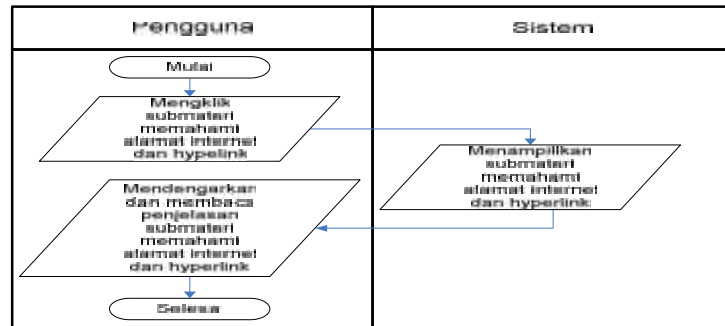 Pengguna
Sistem
Mulai
Mengklik
submateri
memahami
alamat internet
dan hypelink
Menampilkan
submateri
memahami
alamat internet
dan hyperlink
Mendengarkan
dan membaca
penjelasan
submateri
memahami
alamat internet
dan hyperlink
Selesa